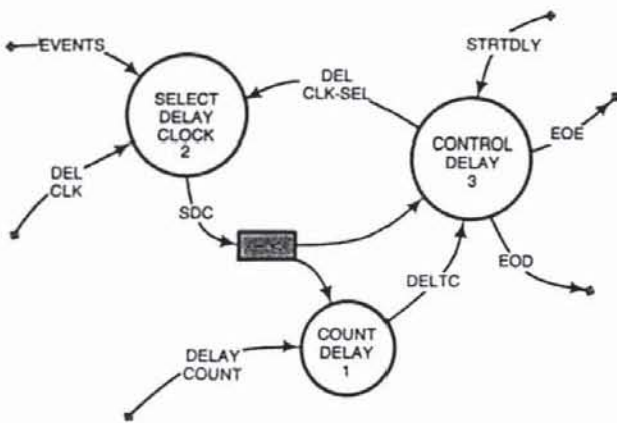 EVENTS
STRTDLY
DEL
CLK-SEL
SELECT
DELAY
CLOCK
2
EOE
CONTROL
DELAY
3
DEL
CLK
SDC
EOD
DELTC
COUNT
DELAY
1
DELAY
COUNT